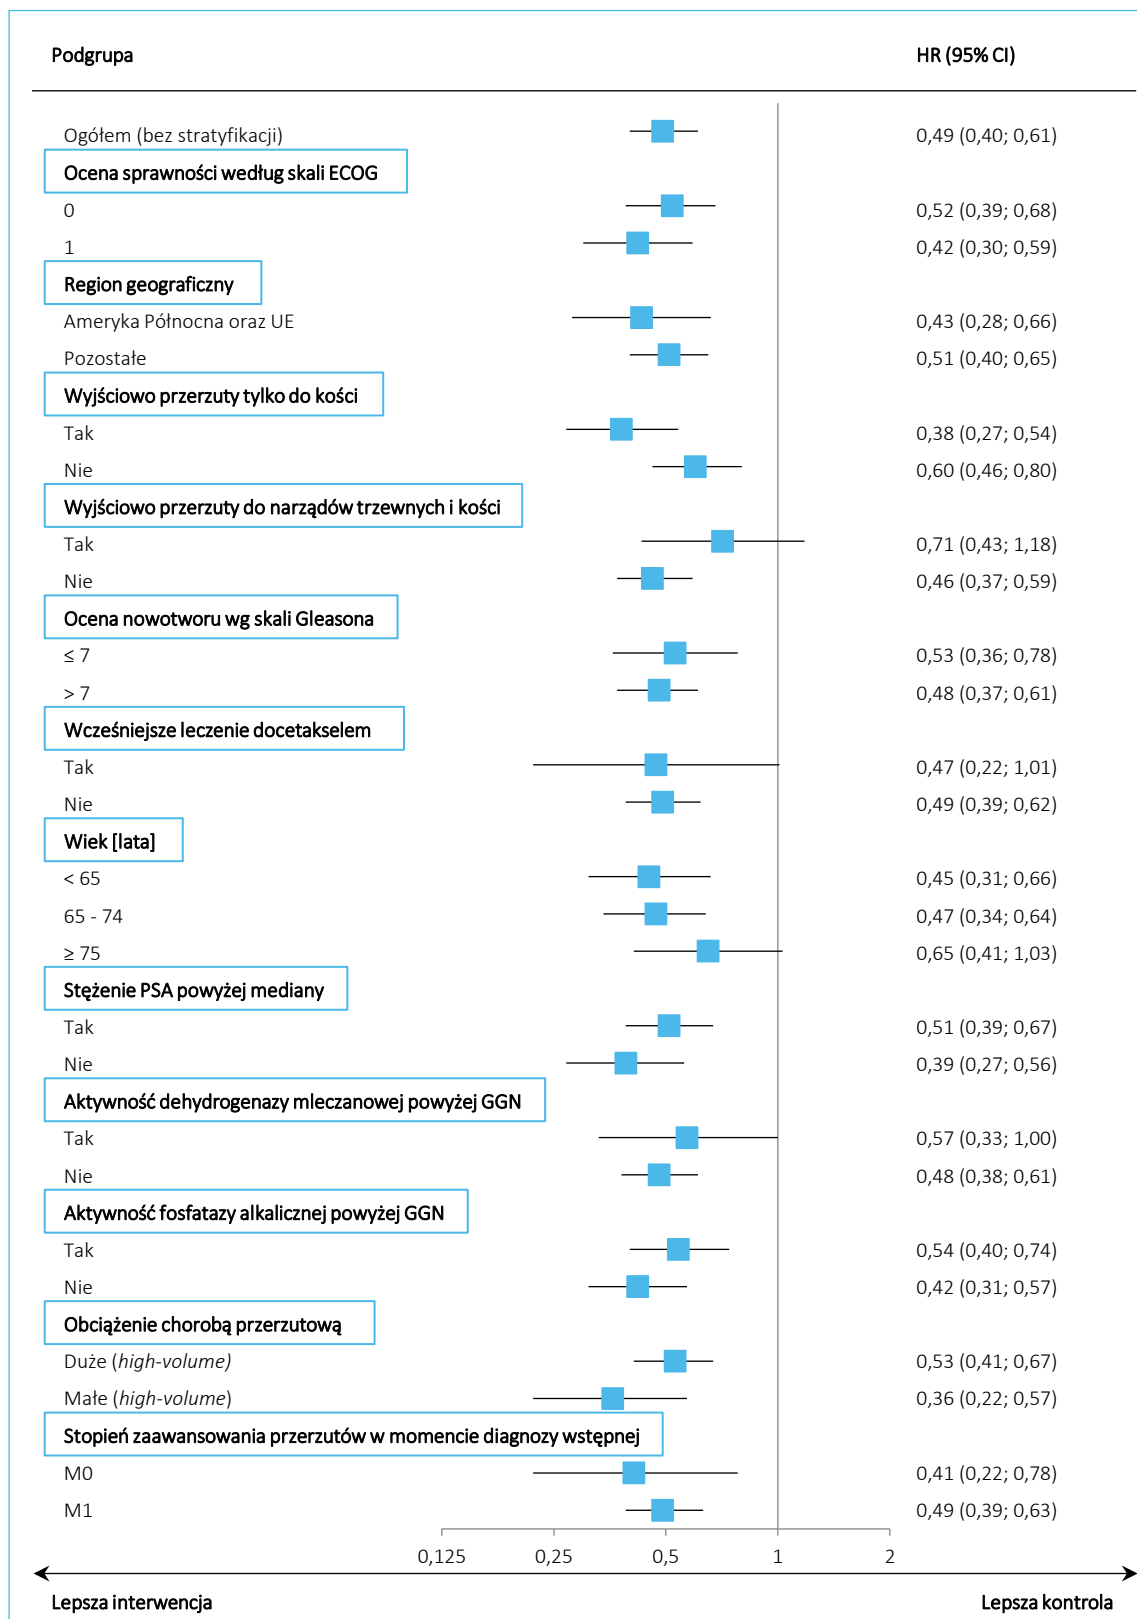 Podgrupa HR (95% CI)
Ogółem (bez stratyfikacji) 0,49 (0,40; 0,61)
Ocena sprawności według skali ECOG
0 0,52 (0,39; 0,68)
1 0,42 (0,30; 0,59)
Region geograficzny
Ameryka Północna oraz UE 0,43 (0,28; 0,66)
Pozostałe 0,51 (0,40; 0,65)
Wyjściowo przerzuty tylko do kości
Tak 0,38 (0,27; 0,54)
Nie 0,60 (0,46; 0,80)
Wyjściowo przerzuty do narządów trzewnych i kości
Tak 0,71 (0,43; 1,18)
Nie 0,46 (0,37; 0,59)
Ocena nowotworu wg skali Gleasona
≤ 7 0,53 (0,36; 0,78)
> 7 0,48 (0,37; 0,61)
Wcześniejsze leczenie docetakselem
Tak 0,47 (0,22; 1,01)
Nie 0,49 (0,39; 0,62)
Wiek [lata]
< 65 0,45 (0,31; 0,66)
65 - 74 0,47 (0,34; 0,64)
≥ 75 0,65 (0,41; 1,03)
Stężenie PSA powyżej mediany
Tak 0,51 (0,39; 0,67)
Nie 0,39 (0,27; 0,56)
Aktywność dehydrogenazy mleczanowej powyżej GGN
Tak 0,57 (0,33; 1,00)
Nie 0,48 (0,38; 0,61)
Aktywność fosfatazy alkalicznej powyżej GGN
Tak 0,54 (0,40; 0,74)
Nie 0,42 (0,31; 0,57)
Obciążenie chorobą przerzutową
Duże (high-volume) 0,53 (0,41; 0,67)
Małe (high-volume) 0,36 (0,22; 0,57)
Stopień zaawansowania przerzutów w momencie diagnozy wstępnej
M0 0,41 (0,22; 0,78)
M1 0,49 (0,39; 0,63)
0,125 0,25 0,5 1 2
Lepsza interwencja Lepsza kontrola